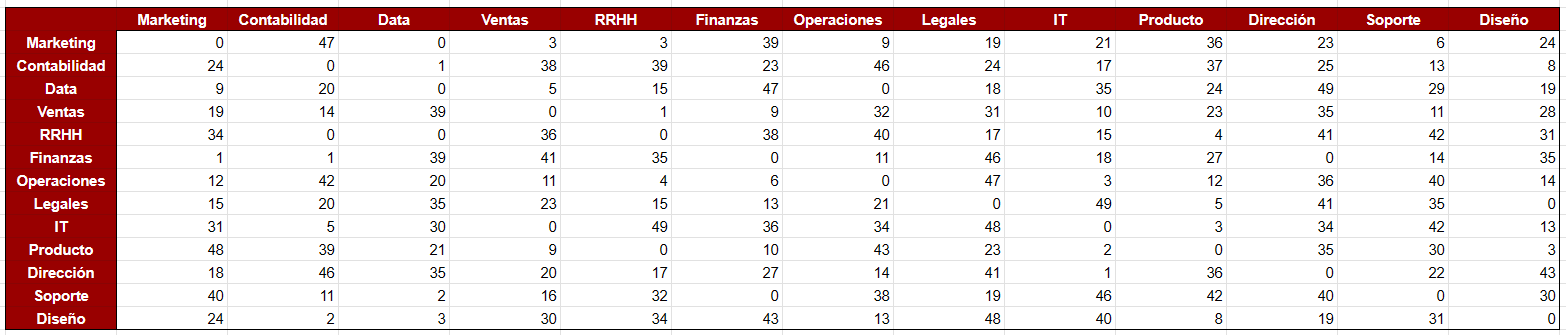 Marketing Contabilidad Data Ventas RRHH Finanzas Operaciones Legales IT Producto Dirección Soporte Diseño
Marketing 0 47 0 3 3 39 9 19 21 36 23 6 24
Contabilidad 24 0 1 38 39 23 46 24 17 37 25 13 8
Data 9 20 0 5 15 47 0 18 35 24 49 29 19
Ventas 19 14 39 0 1 9 32 31 10 23 35 11 28
RRHH 34 0 0 36 0 38 40 17 15 4 41 42 31
Finanzas 1 1 39 41 35 0 11 46 18 27 0 14 35
Operaciones 12 42 20 11 4 6 0 47 3 12 36 40 14
Legales 15 20 35 23 15 13 21 0 49 5 41 35 0
IT 31 5 30 0 49 36 34 48 0 3 34 42 13
Producto 48 39 21 9 0 10 43 23 2 0 35 30 3
Dirección 18 46 35 20 17 27 14 41 1 36 0 22 43
Soporte 40 11 2 16 32 0 38 19 46 42 40 0 30
Diseño 24 2 3 30 34 43 13 48 40 8 19 31 0